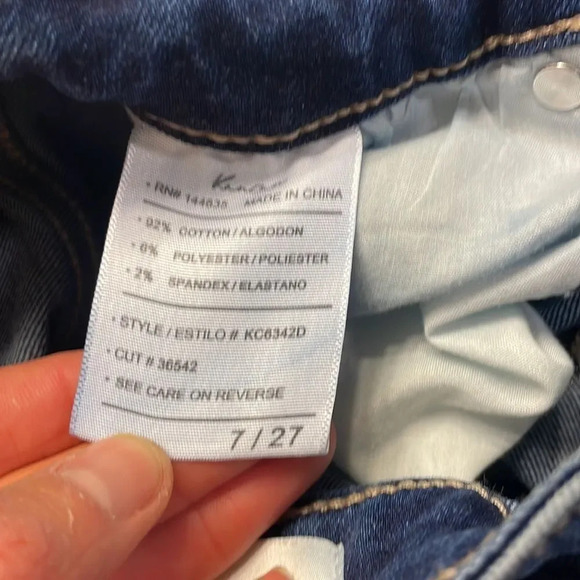 Kancan
• RN# 144635 MADE IN CHINA
• 92% COTTON/ALGODON
• 6% POLYESTER/POLIESTER
• 2% SPANDEX/ELASTANO
• STYLE/ESTILO # KC6342D
• CUT # 36542
• SEE CARE ON REVERSE
7/27